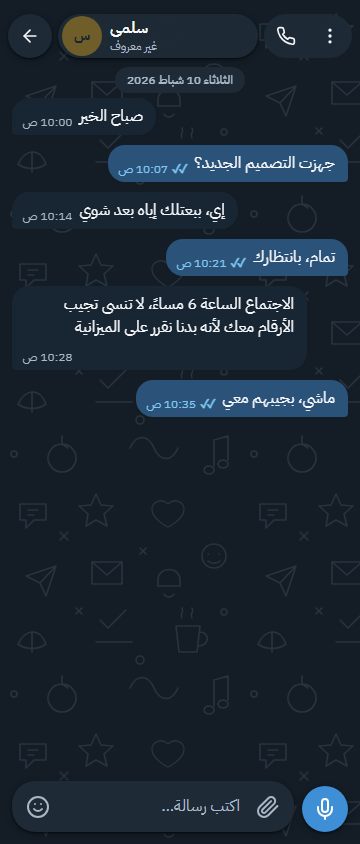 سلمى
س
غير معروف
الثلاثاء 10 شباط 2026
صباح الخير 10:00 ص
جهزت التصميم الجديد؟ 10:07 ص
إي، ببعتلك إياه بعد شوي 10:14 ص
تمام، بانتظارك 10:21 ص
الاجتماع الساعة 6 مساءً، لا تنسى تجيب
الأرقام معك لأنه بدنا نقرر على الميزانية
10:28 ص
ماشي، بجيبهم معي 10:35 ص
اكتب رسالة...